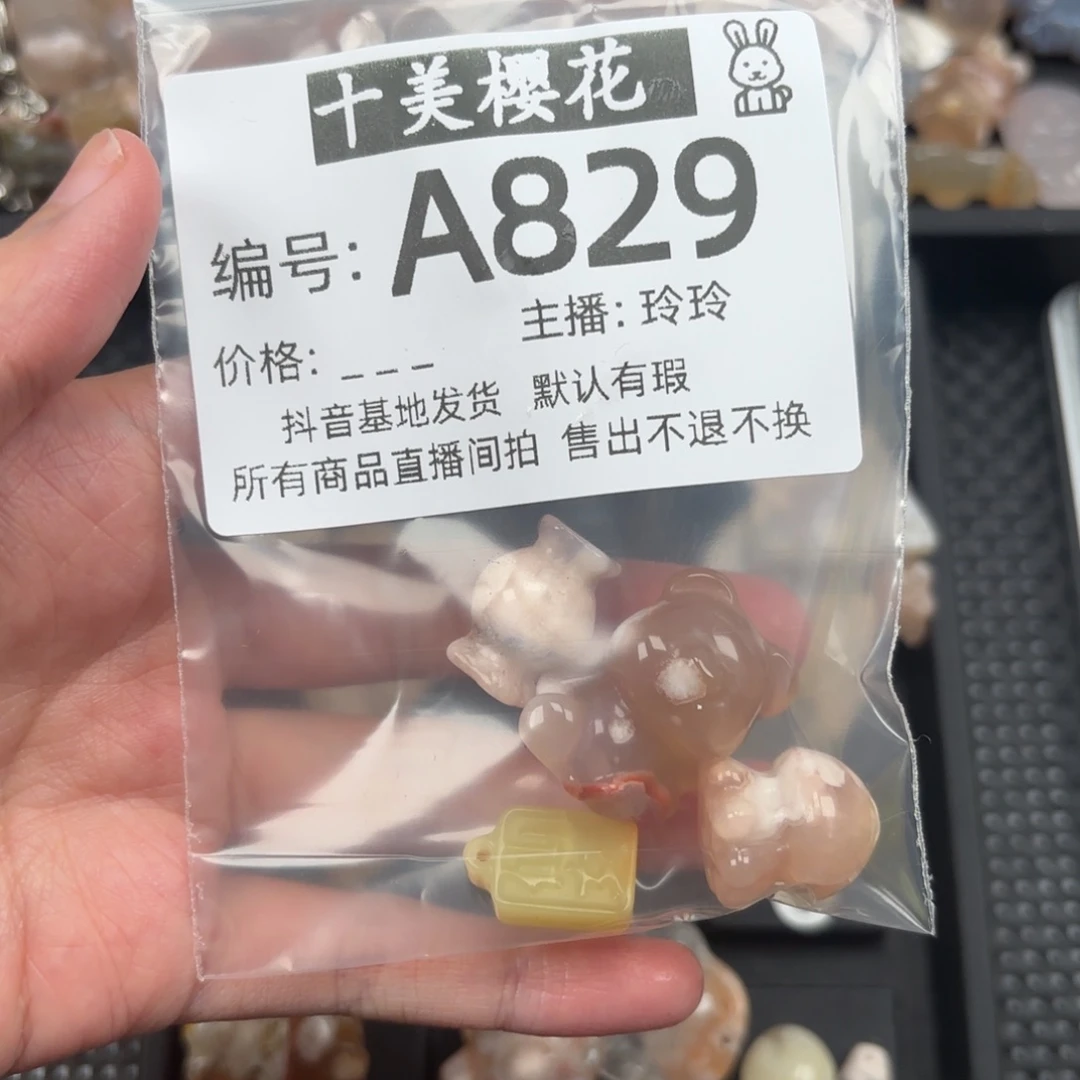 十美樱花
编号: A829
主播: 玲玲
价格: _ _ _
抖音基地发货 默认有瑕
所有商品直播间拍 售出不退不换